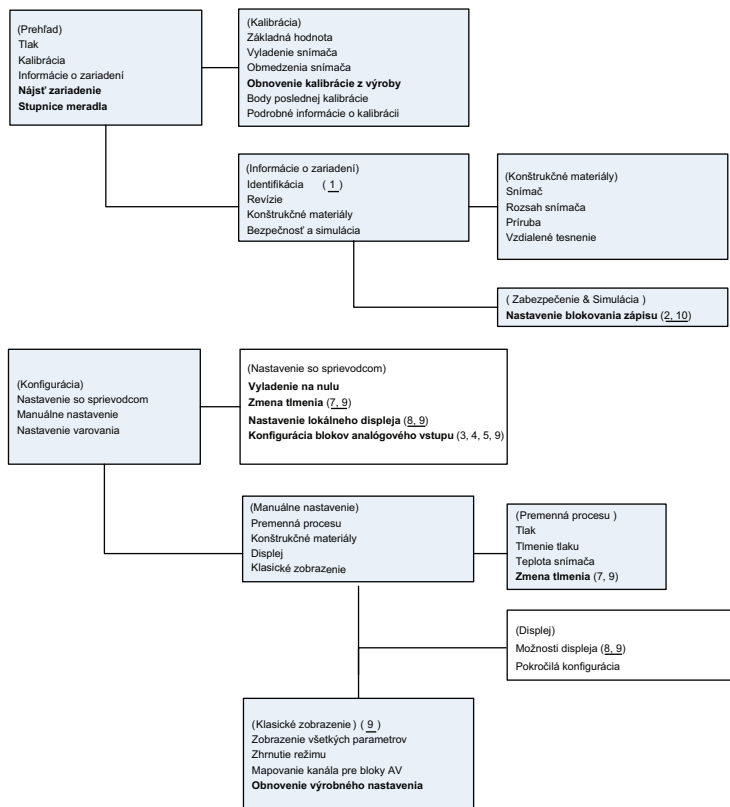 (Prehľad)
Tlak
Kalibrácia
Informácie o zariadení
Nájsť zariadenie
Stupnice meradla
(Kalibrácia)
Základná hodnota
Vyladenie snímača
Obmedzenia snímača
Obnovenie kalibrácie z výroby
Body poslednej kalibrácie
Podrobné informácie o kalibrácii
(Informácie o zariadení)
Identifikácia ( 1 )
Revízie
Konštrukčné materiály
Bezpečnosť a simulácia
(Konštrukčné materiály)
Snímač
Rozsah snímača
Príruba
Vzdialené tesnenie
( Zabezpečenie & Simulácia )
Nastavenie blokovania zápisu (2, 10)
(Konfigurácia)
Nastavenie so sprievodcom
Manuálne nastavenie
Nastavenie varovania
(Nastavenie so sprievodcom)
Vyladenie na nulu
Zmena tlmenia (7, 9)
Nastavenie lokálneho displeja (8, 9)
Konfigurácia blokov analógového vstupu (3, 4, 5, 9)
(Manuálne nastavenie)
Premenná procesu
Konštrukčné materiály
Displej
Klasické zobrazenie
(Premenná procesu )
Tlak
Tlmenie tlaku
Teplota snímača
Zmena tlmenia (7, 9)
(Displej)
Možnosti displeja (8, 9)
Pokročilá konfigurácia
(Klasické zobrazenie ) ( 9 )
Zobrazenie všetkých parametrov
Zhrnutie režimu
Mapovanie kanála pre bloky AV
Obnovenie výrobného nastavenia